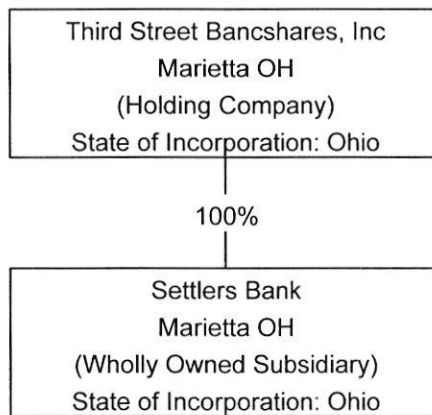 Third Street Bancshares, Inc
Marietta OH
(Holding Company)
State of Incorporation: Ohio
100%
Settlers Bank
Marietta OH
(Wholly Owned Subsidiary)
State of Incorporation: Ohio